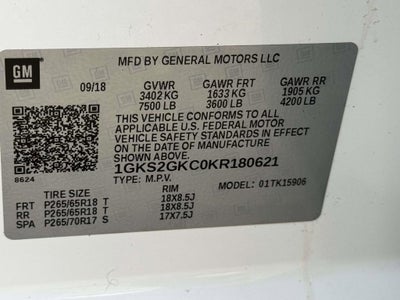 GM
MFD BY GENERAL MOTORS LLC
09/18 GVWR GAWR FRT GAWR RR
3402 KG 1633 KG 1905 KG
7500 LB 3600 LB 4200 LB
THIS VEHICLE CONFORMS TO ALL
APPLICABLE U.S. FEDERAL MOTOR
VEHICLE SAFETY STANDARDS IN EFFECT
ON THE DATE OF MANUFACTURE SHOWN ABOVE.
1GKS2GKC0KR180621
8624 TYPE: M.P.V. MODEL: 01TK15906
TIRE SIZE RIM
FRT P265/65R18 T 18X8.5J
RR P265/65R18 T 18X8.5J
SPA P265/70R17 S 17X7.5J